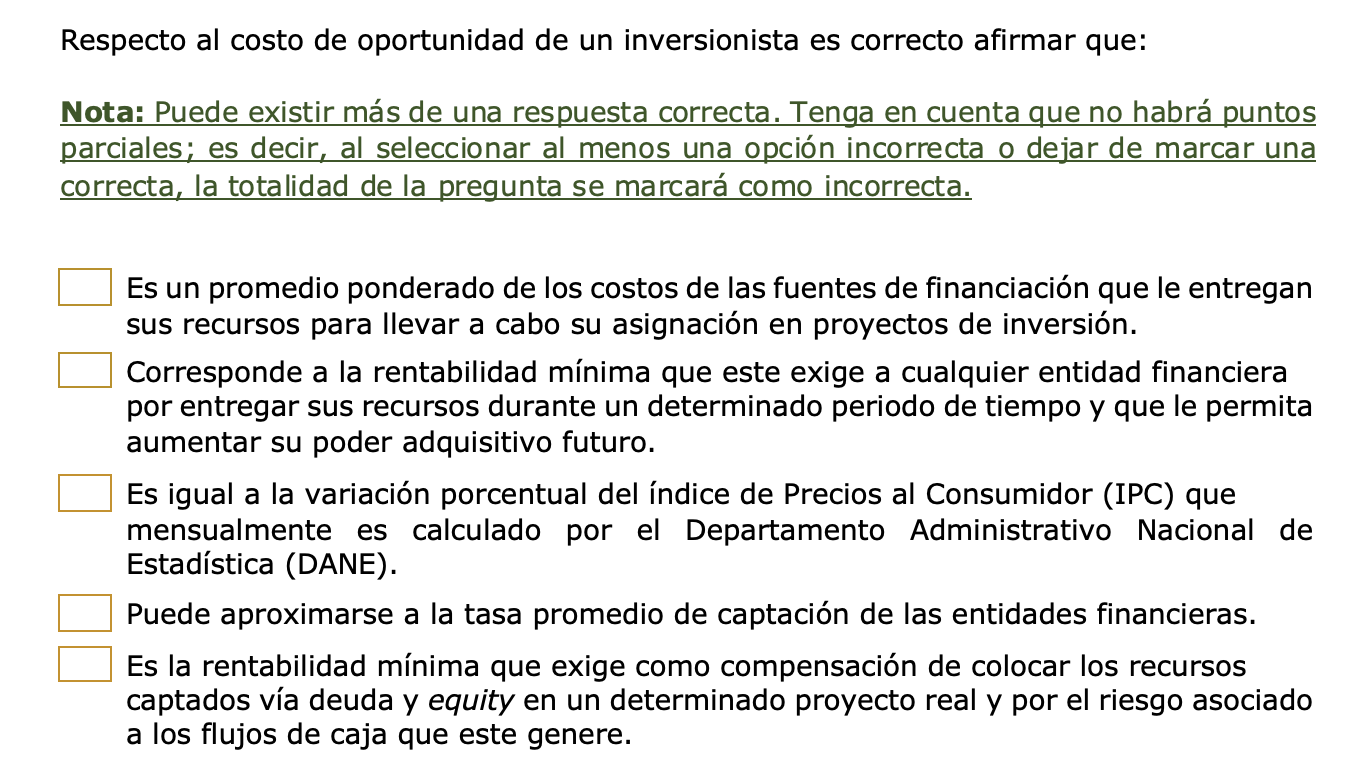 Respecto al costo de oportunidad de un inversionista es correcto afirmar que:
Nota: Puede existir más de una respuesta correcta. Tenga en cuenta que no habrá puntos
parciales; es decir, al seleccionar al menos una opción incorrecta o dejar de marcar una
correcta, la totalidad de la pregunta se marcará como incorrecta.
Es un promedio ponderado de los costos de las fuentes de financiación que le entregan
sus recursos para llevar a cabo su asignación en proyectos de inversión.
Corresponde a la rentabilidad mínima que este exige a cualquier entidad financiera
por entregar sus recursos durante un determinado periodo de tiempo y que le permita
aumentar su poder adquisitivo futuro.
Es igual a la variación porcentual del índice de Precios al Consumidor (IPC) que
mensualmente es calculado por el Departamento Administrativo Nacional de
Estadística (DANE).
Puede aproximarse a la tasa promedio de captación de las entidades financieras.
Es la rentabilidad mínima que exige como compensación de colocar los recursos
captados vía deuda y equity en un determinado proyecto real y por el riesgo asociado
a los flujos de caja que este genere.